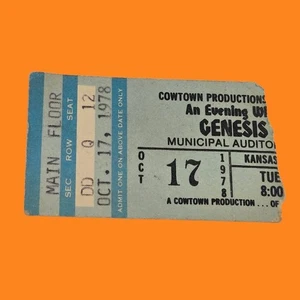 MAIN FLOOR
SEC ROW SEAT
DD Q 12
OCT. 17, 1978
ADMIT ONE ON ABOVE DATE ONLY
COWTOWN PRODUCTIONS
An Evening Wi
GENESIS
MUNICIPAL AUDITOR
OCT 17 1978
KANSAS
TUE
8:00
A COWTOWN PRODUCTION ... OF